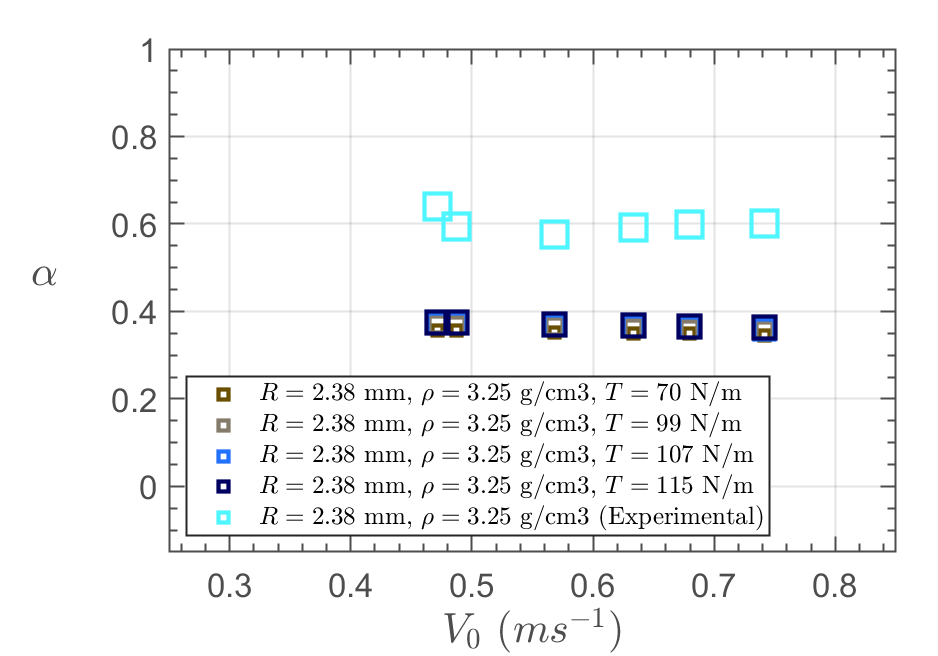 1
0.8
0.6
0.4
0.2
0
α
R = 2.38 mm, ρ = 3.25 g/cm3, T = 70 N/m
R = 2.38 mm, ρ = 3.25 g/cm3, T = 99 N/m
R = 2.38 mm, ρ = 3.25 g/cm3, T = 107 N/m
R = 2.38 mm, ρ = 3.25 g/cm3, T = 115 N/m
R = 2.38 mm, ρ = 3.25 g/cm3 (Experimental)
0.3 0.4 0.5 0.6 0.7 0.8
V₀ (ms⁻¹)